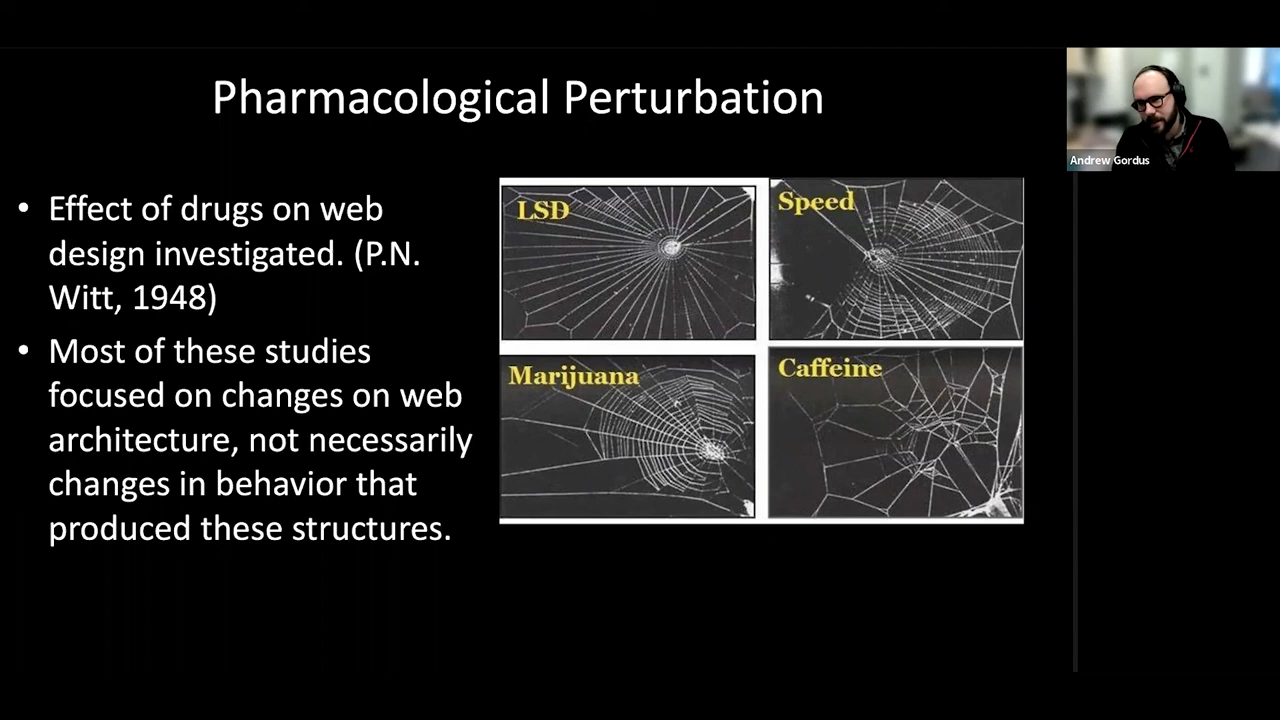 Pharmacological Perturbation
Andrew Gordus
• Effect of drugs on web
design investigated. (P.N.
Witt, 1948)
• Most of these studies
focused on changes on web
architecture, not necessarily
changes in behavior that
produced these structures.
LSD
Speed
Marijuana
Caffeine